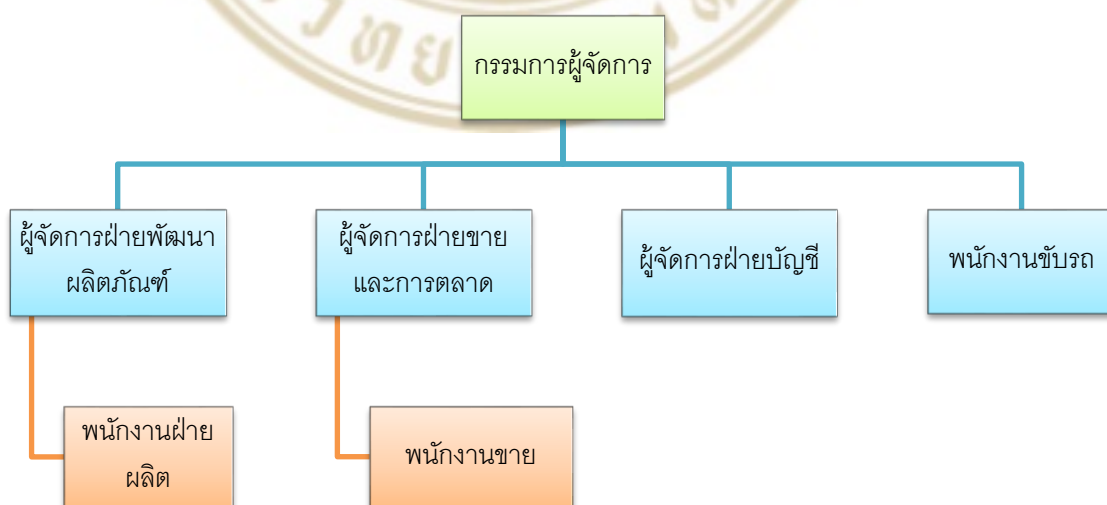 กรรมการผู้จัดการ
ผู้จัดการฝ่ายพัฒนา
ผลิตภัณฑ์
ผู้จัดการฝ่ายขาย
และการตลาด
ผู้จัดการฝ่ายบัญชี
พนักงานขับรถ
พนักงานฝ่าย
ผลิต
พนักงานขาย